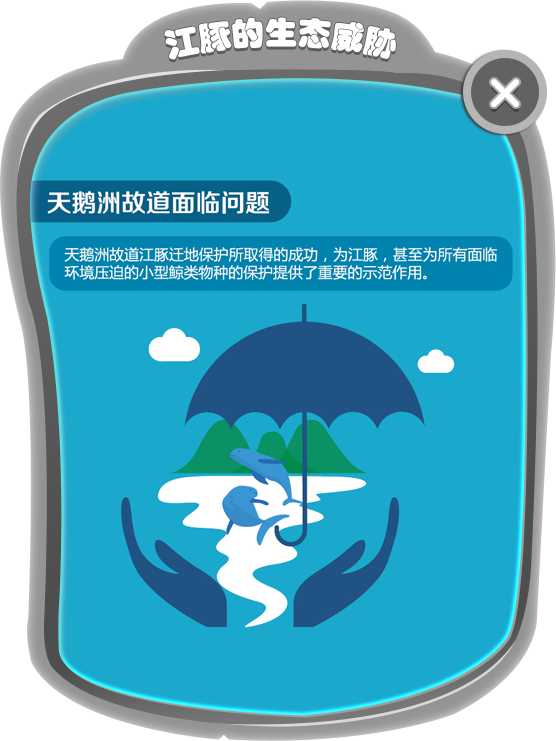 江豚的生态威胁
天鹅洲故道面临问题
天鹅洲故道江豚迁地保护所取得的成功，为江豚，甚至为所有面临
环境压迫的小型鲸类物种的保护提供了重要的示范作用。